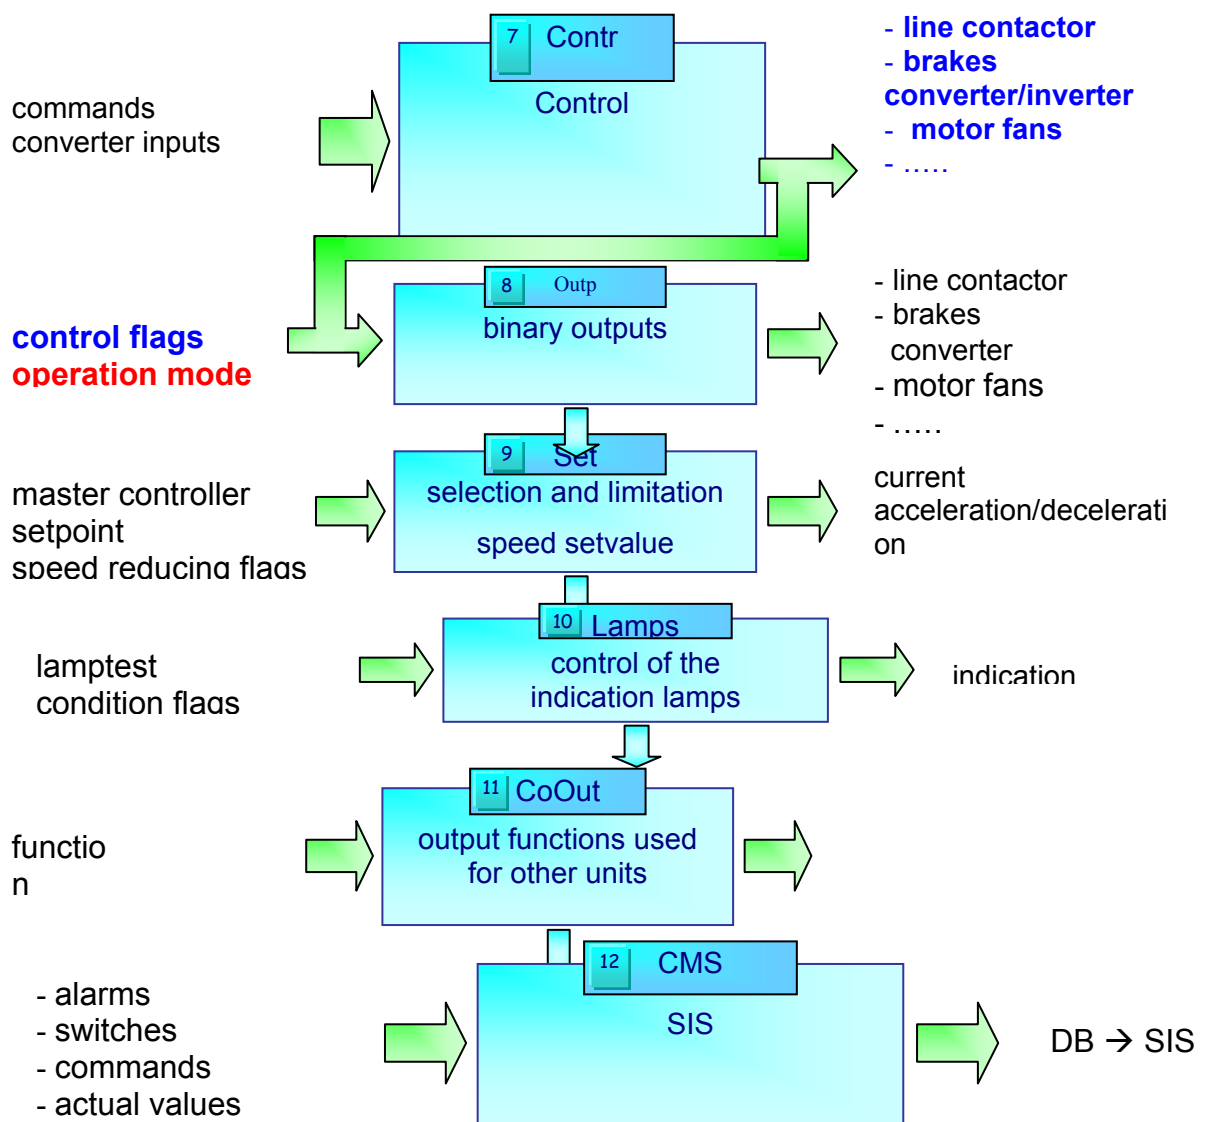 7 Contr
Control
commands
converter inputs
- line contactor
- brakes
converter/inverter
- motor fans
- .....
8 Outp
binary outputs
control flags
operation mode
- line contactor
- brakes
converter
- motor fans
- .....
9 Set
selection and limitation
speed setvalue
master controller
setpoint
speed reducing flags
current
acceleration/decelerati
on
10 Lamps
control of the
indication lamps
lamptest
condition flags
indication
11 CoOut
output functions used
for other units
functio
n
12 CMS
SIS
- alarms
- switches
- commands
- actual values
DB → SIS